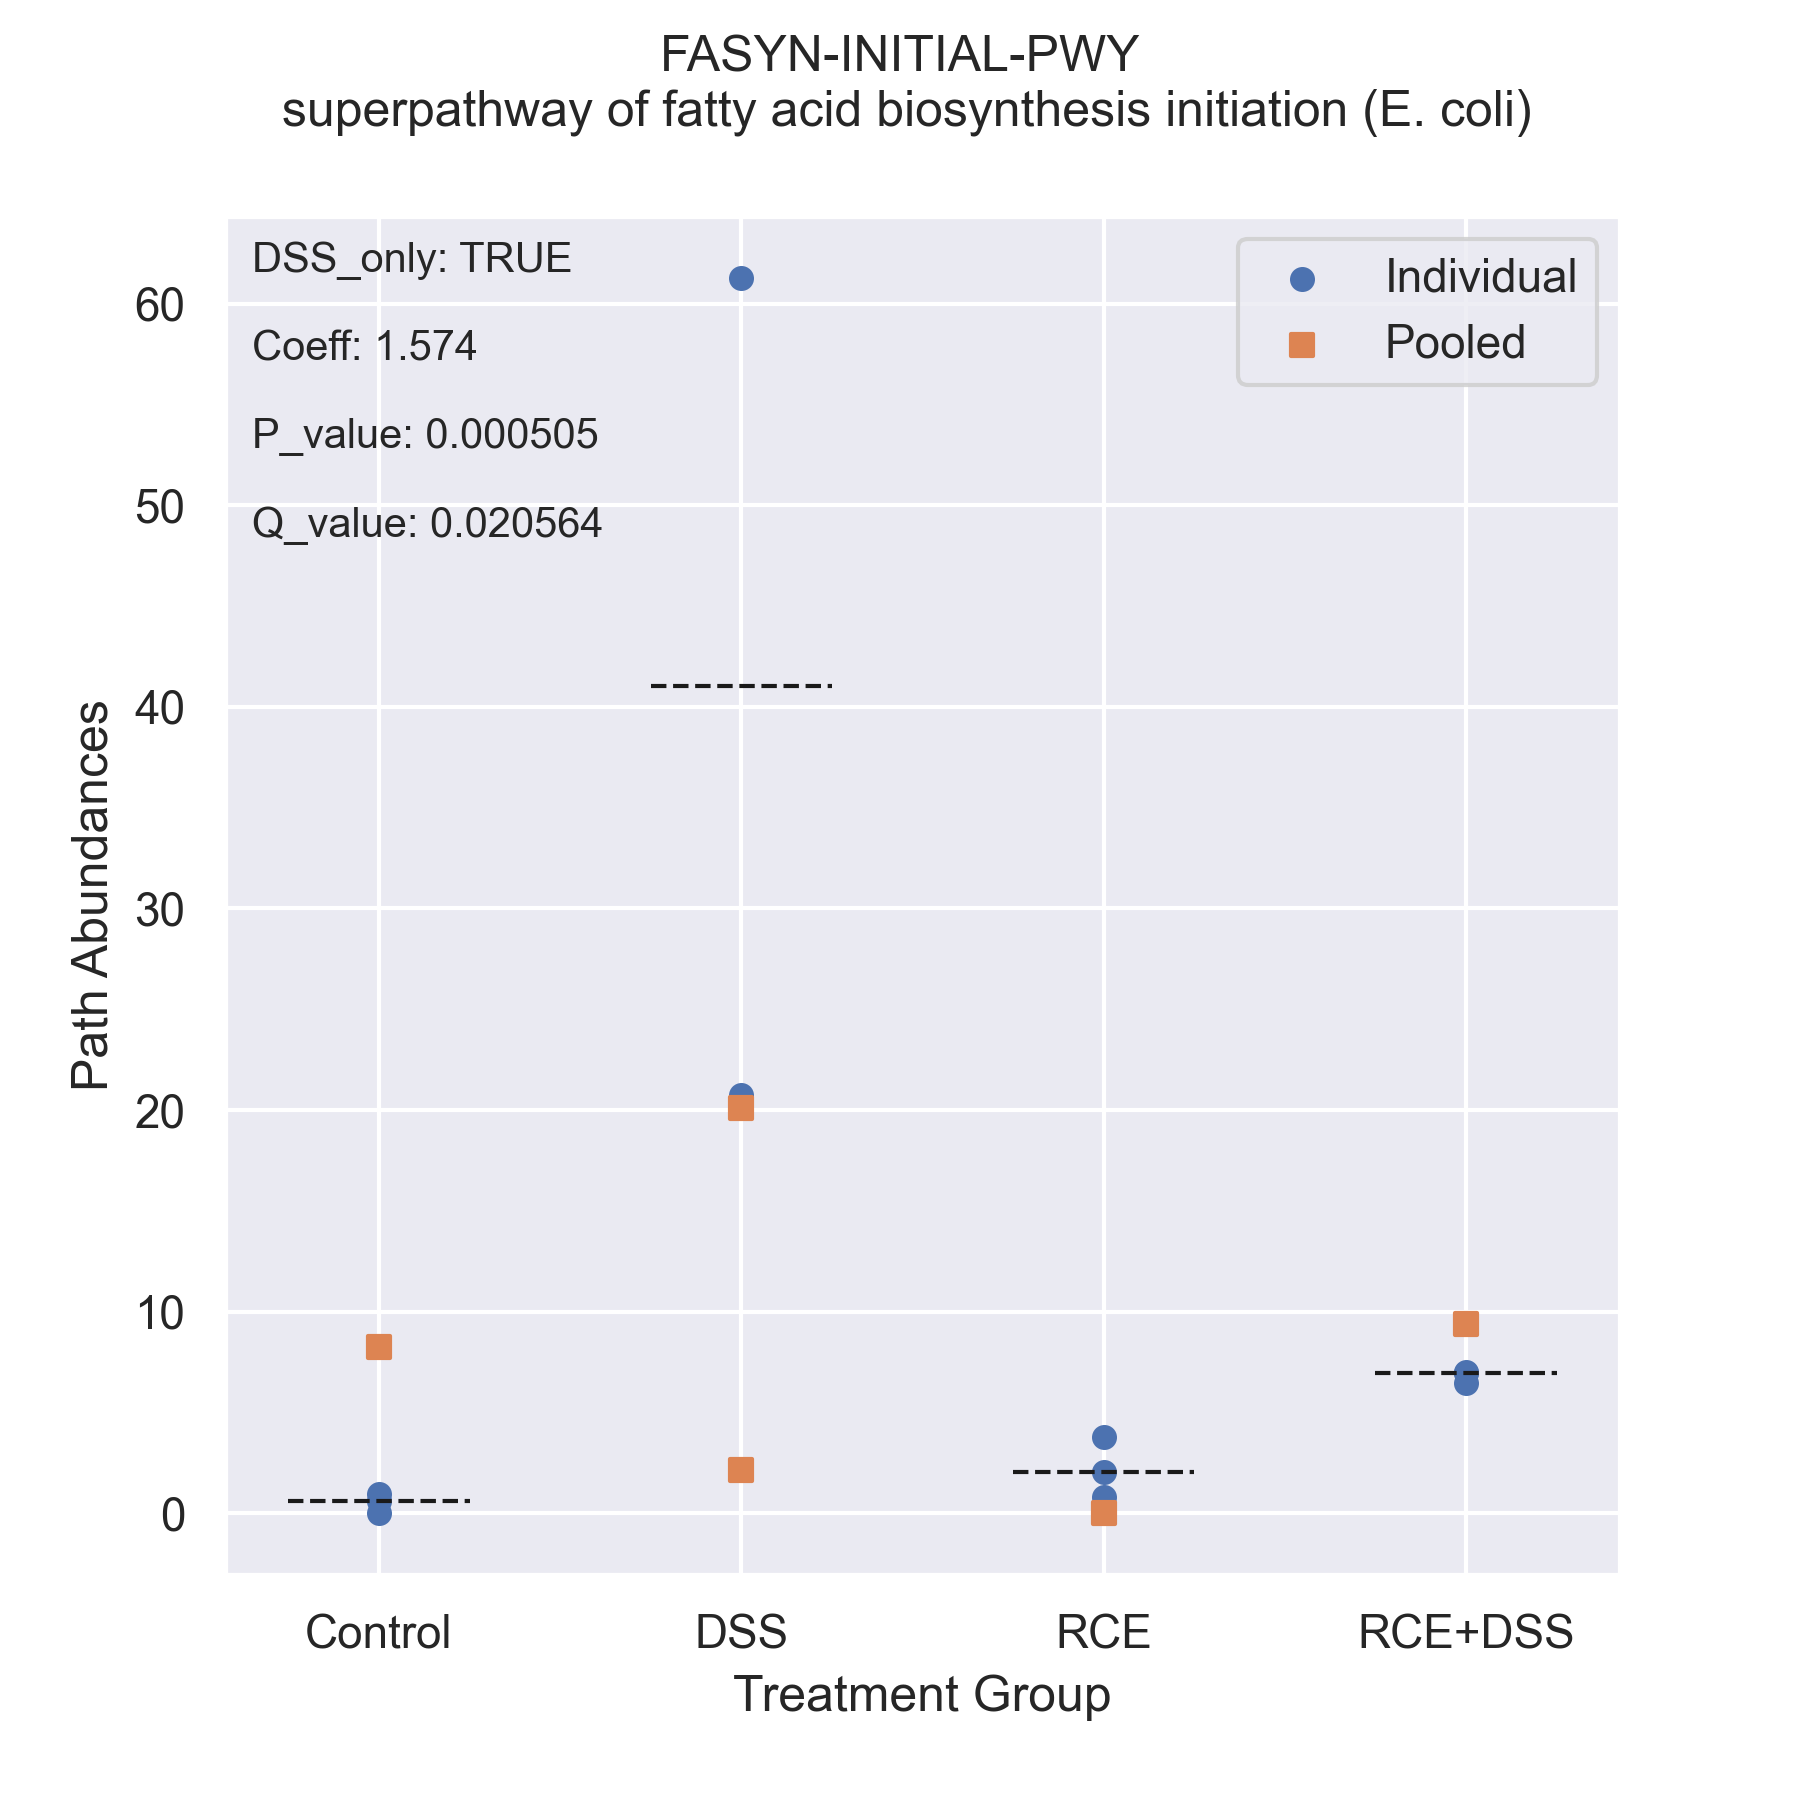 FASYN-INITIAL-PWY
superpathway of fatty acid biosynthesis initiation (E. coli)
DSS_only: TRUE
Coeff: 1.574
P_value: 0.000505
Q_value: 0.020564
Individual
Pooled
60
50
40
30
20
10
0
Path Abundances
Control
DSS
RCE
RCE+DSS
Treatment Group